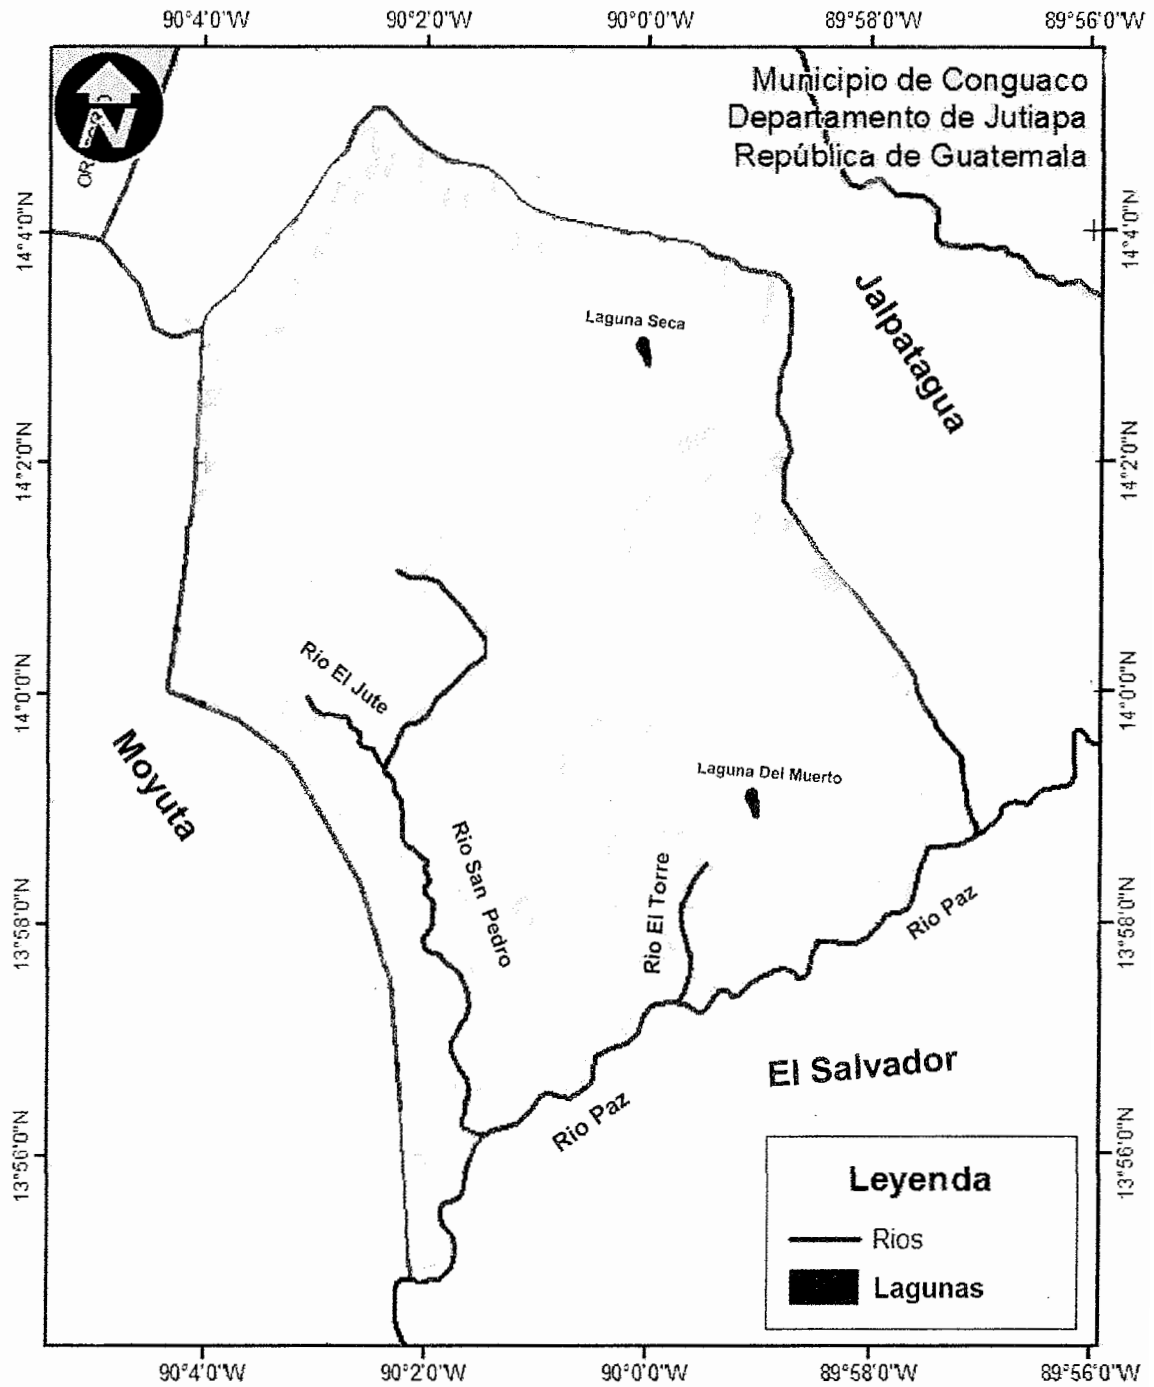 90°4'0"W
90°2'0"W
90°0'0"W
89°58'0"W
89°56'0"W
Municipio de Conguaco
Departamento de Jutiapa
República de Guatemala
N
OR
14°4'0"N
14°4'0"N
Jalpatagua
Laguna Seca
14°2'0"N
14°2'0"N
Rio El Jute
14°0'0"N
14°0'0"N
Moyuta
Laguna Del Muerto
Rio San Pedro
Rio El Torre
Rio Paz
13°58'0"N
13°58'0"N
El Salvador
Rio Paz
13°56'0"N
13°56'0"N
Leyenda
Rios
Lagunas
90°4'0"W
90°2'0"W
90°0'0"W
89°58'0"W
89°56'0"W